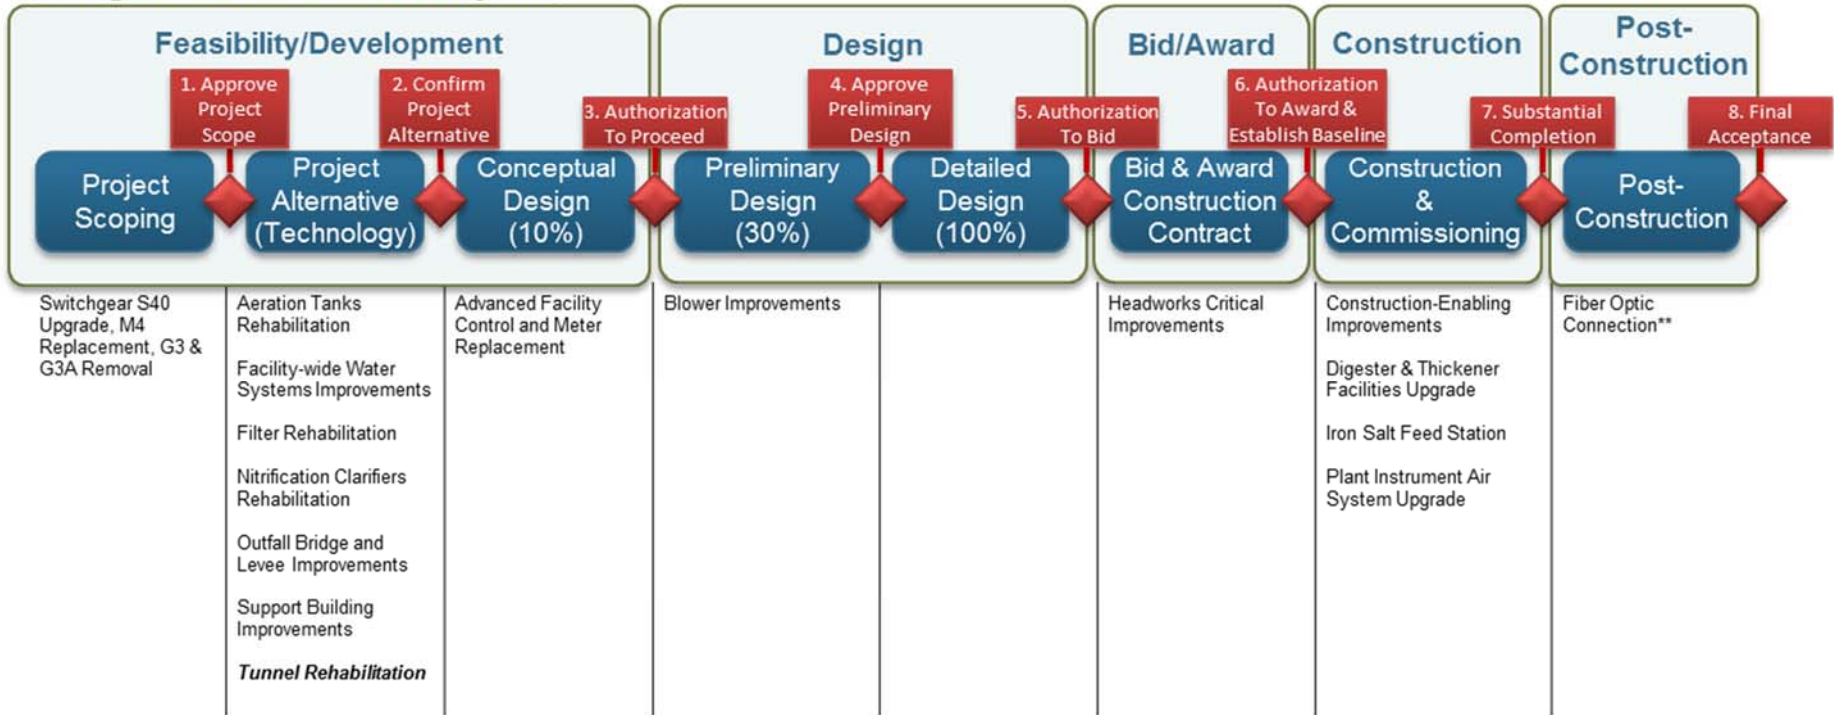 Feasibility/Development
Design
Bid/Award
Construction
Post-
Construction
1. Approve
Project
Scope
2. Confirm
Project
Alternative
3. Authorization
To Proceed
4. Approve
Preliminary
Design
5. Authorization
To Bid
6. Authorization
To Award &
Establish Baseline
7. Substantial
Completion
8. Final
Acceptance
Project
Scoping
Project
Alternative
(Technology)
Conceptual
Design
(10%)
Preliminary
Design
(30%)
Detailed
Design
(100%)
Bid & Award
Construction
Contract
Construction
&
Commissioning
Post-
Construction
Switchgear S40
Upgrade, M4
Replacement, G3 &
G3A Removal
Aeration Tanks
Rehabilitation
Facility-wide Water
Systems Improvements
Filter Rehabilitation
Nitrification Clarifiers
Rehabilitation
Outfall Bridge and
Levee Improvements
Support Building
Improvements
Tunnel Rehabilitation
Advanced Facility
Control and Meter
Replacement
Blower Improvements
Headworks Critical
Improvements
Construction-Enabling
Improvements
Digester & Thickener
Facilities Upgrade
Iron Salt Feed Station
Plant Instrument Air
System Upgrade
Fiber Optic
Connection**